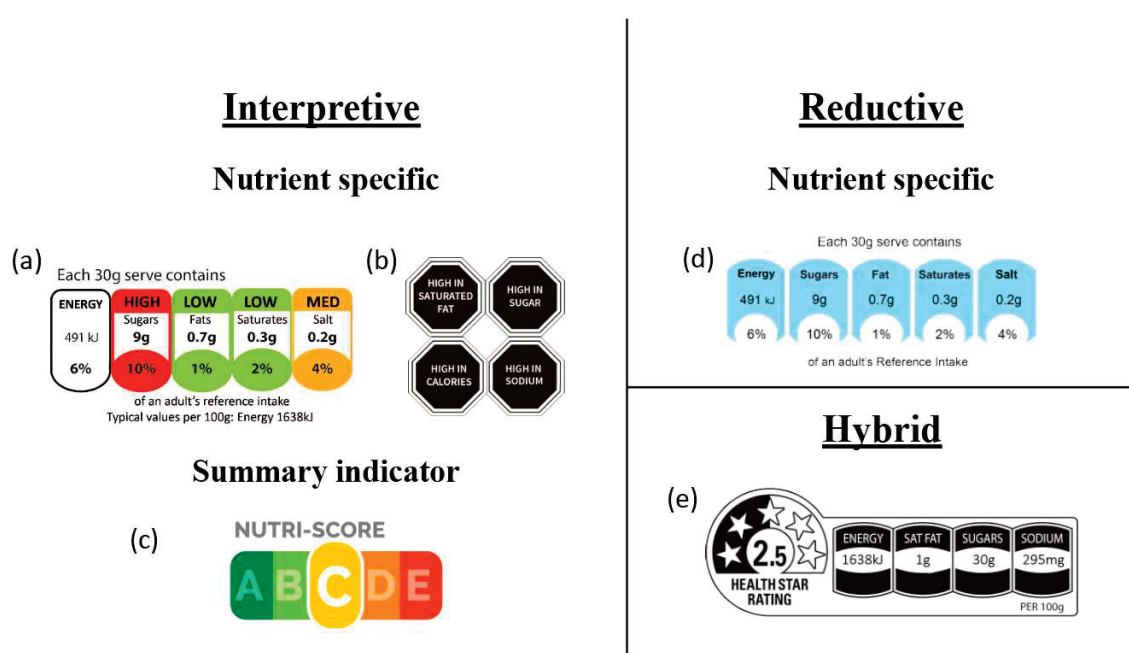 Interpretive
Nutrient specific
(a)
Each 30g serve contains
ENERGY HIGH LOW LOW MED
Sugars Fats Saturates Salt
491 kJ 9g 0.7g 0.3g 0.2g
6% 10% 1% 2% 4%
of an adult's reference intake
Typical values per 100g: Energy 1638kJ
(b)
HIGH IN
SATURATED
FAT
HIGH IN
SUGAR
HIGH IN
CALORIES
HIGH IN
SODIUM
Summary indicator
(c)
NUTRI-SCORE
A B C D E
Reductive
Nutrient specific
(d)
Each 30g serve contains
Energy Sugars Fat Saturates Salt
491 kJ 9g 0.7g 0.3g 0.2g
6% 10% 1% 2% 4%
of an adult's Reference Intake
Hybrid
(e)
2.5
HEALTH STAR
RATING
ENERGY SAT FAT SUGARS SODIUM
1638kJ 1g 30g 295mg
PER 100g